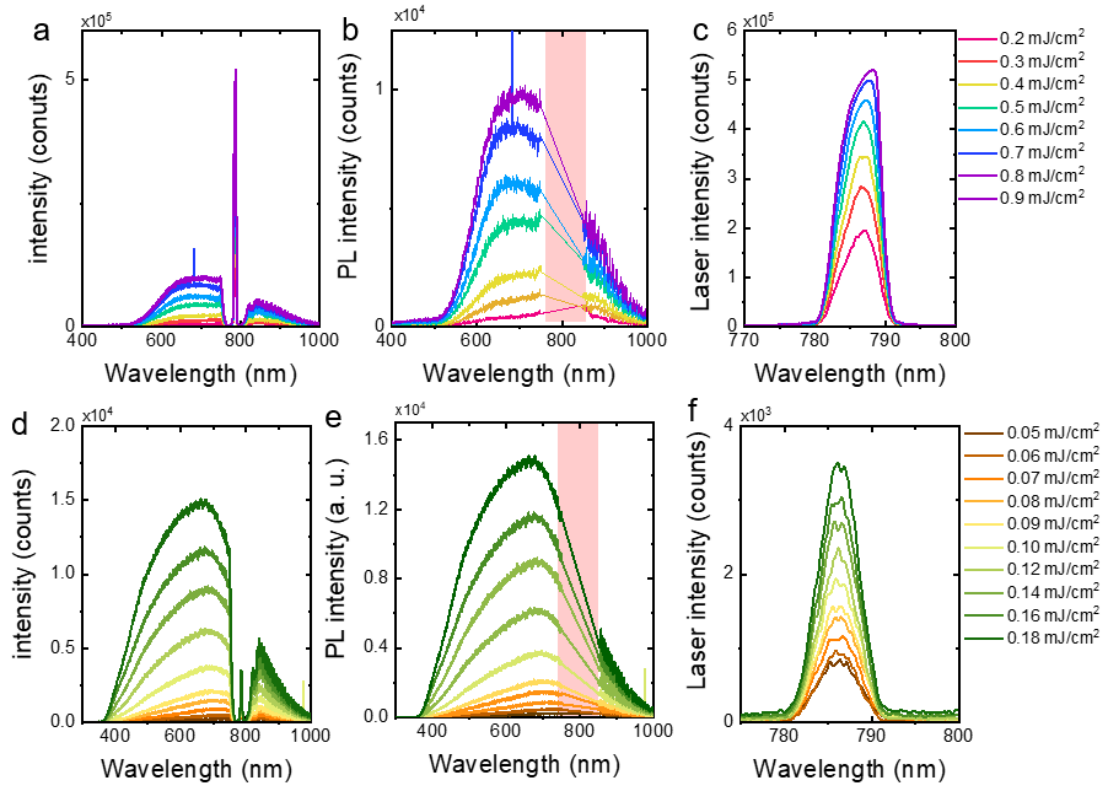 a
x10⁵
intensity (conuts)
5
0
400 600 800 1000
Wavelength (nm)
b
x10⁴
PL intensity (counts)
1
0
400 600 800 1000
Wavelength (nm)
c
x10⁵
Laser intensity (conuts)
6
5
4
3
2
1
0
770 780 790 800
Wavelength (nm)
0.2 mJ/cm²
0.3 mJ/cm²
0.4 mJ/cm²
0.5 mJ/cm²
0.6 mJ/cm²
0.7 mJ/cm²
0.8 mJ/cm²
0.9 mJ/cm²
d
x10⁴
intensity (counts)
2.0
1.5
1.0
0.5
0.0
400 600 800 1000
Wavelength (nm)
e
x10⁴
PL intensity (a. u.)
1.6
1.2
0.8
0.4
0.0
400 600 800 1000
Wavelength (nm)
f
x10³
Laser intensity (counts)
4
2
0
780 790 800
Wavelength (nm)
0.05 mJ/cm²
0.06 mJ/cm²
0.07 mJ/cm²
0.08 mJ/cm²
0.09 mJ/cm²
0.10 mJ/cm²
0.12 mJ/cm²
0.14 mJ/cm²
0.16 mJ/cm²
0.18 mJ/cm²